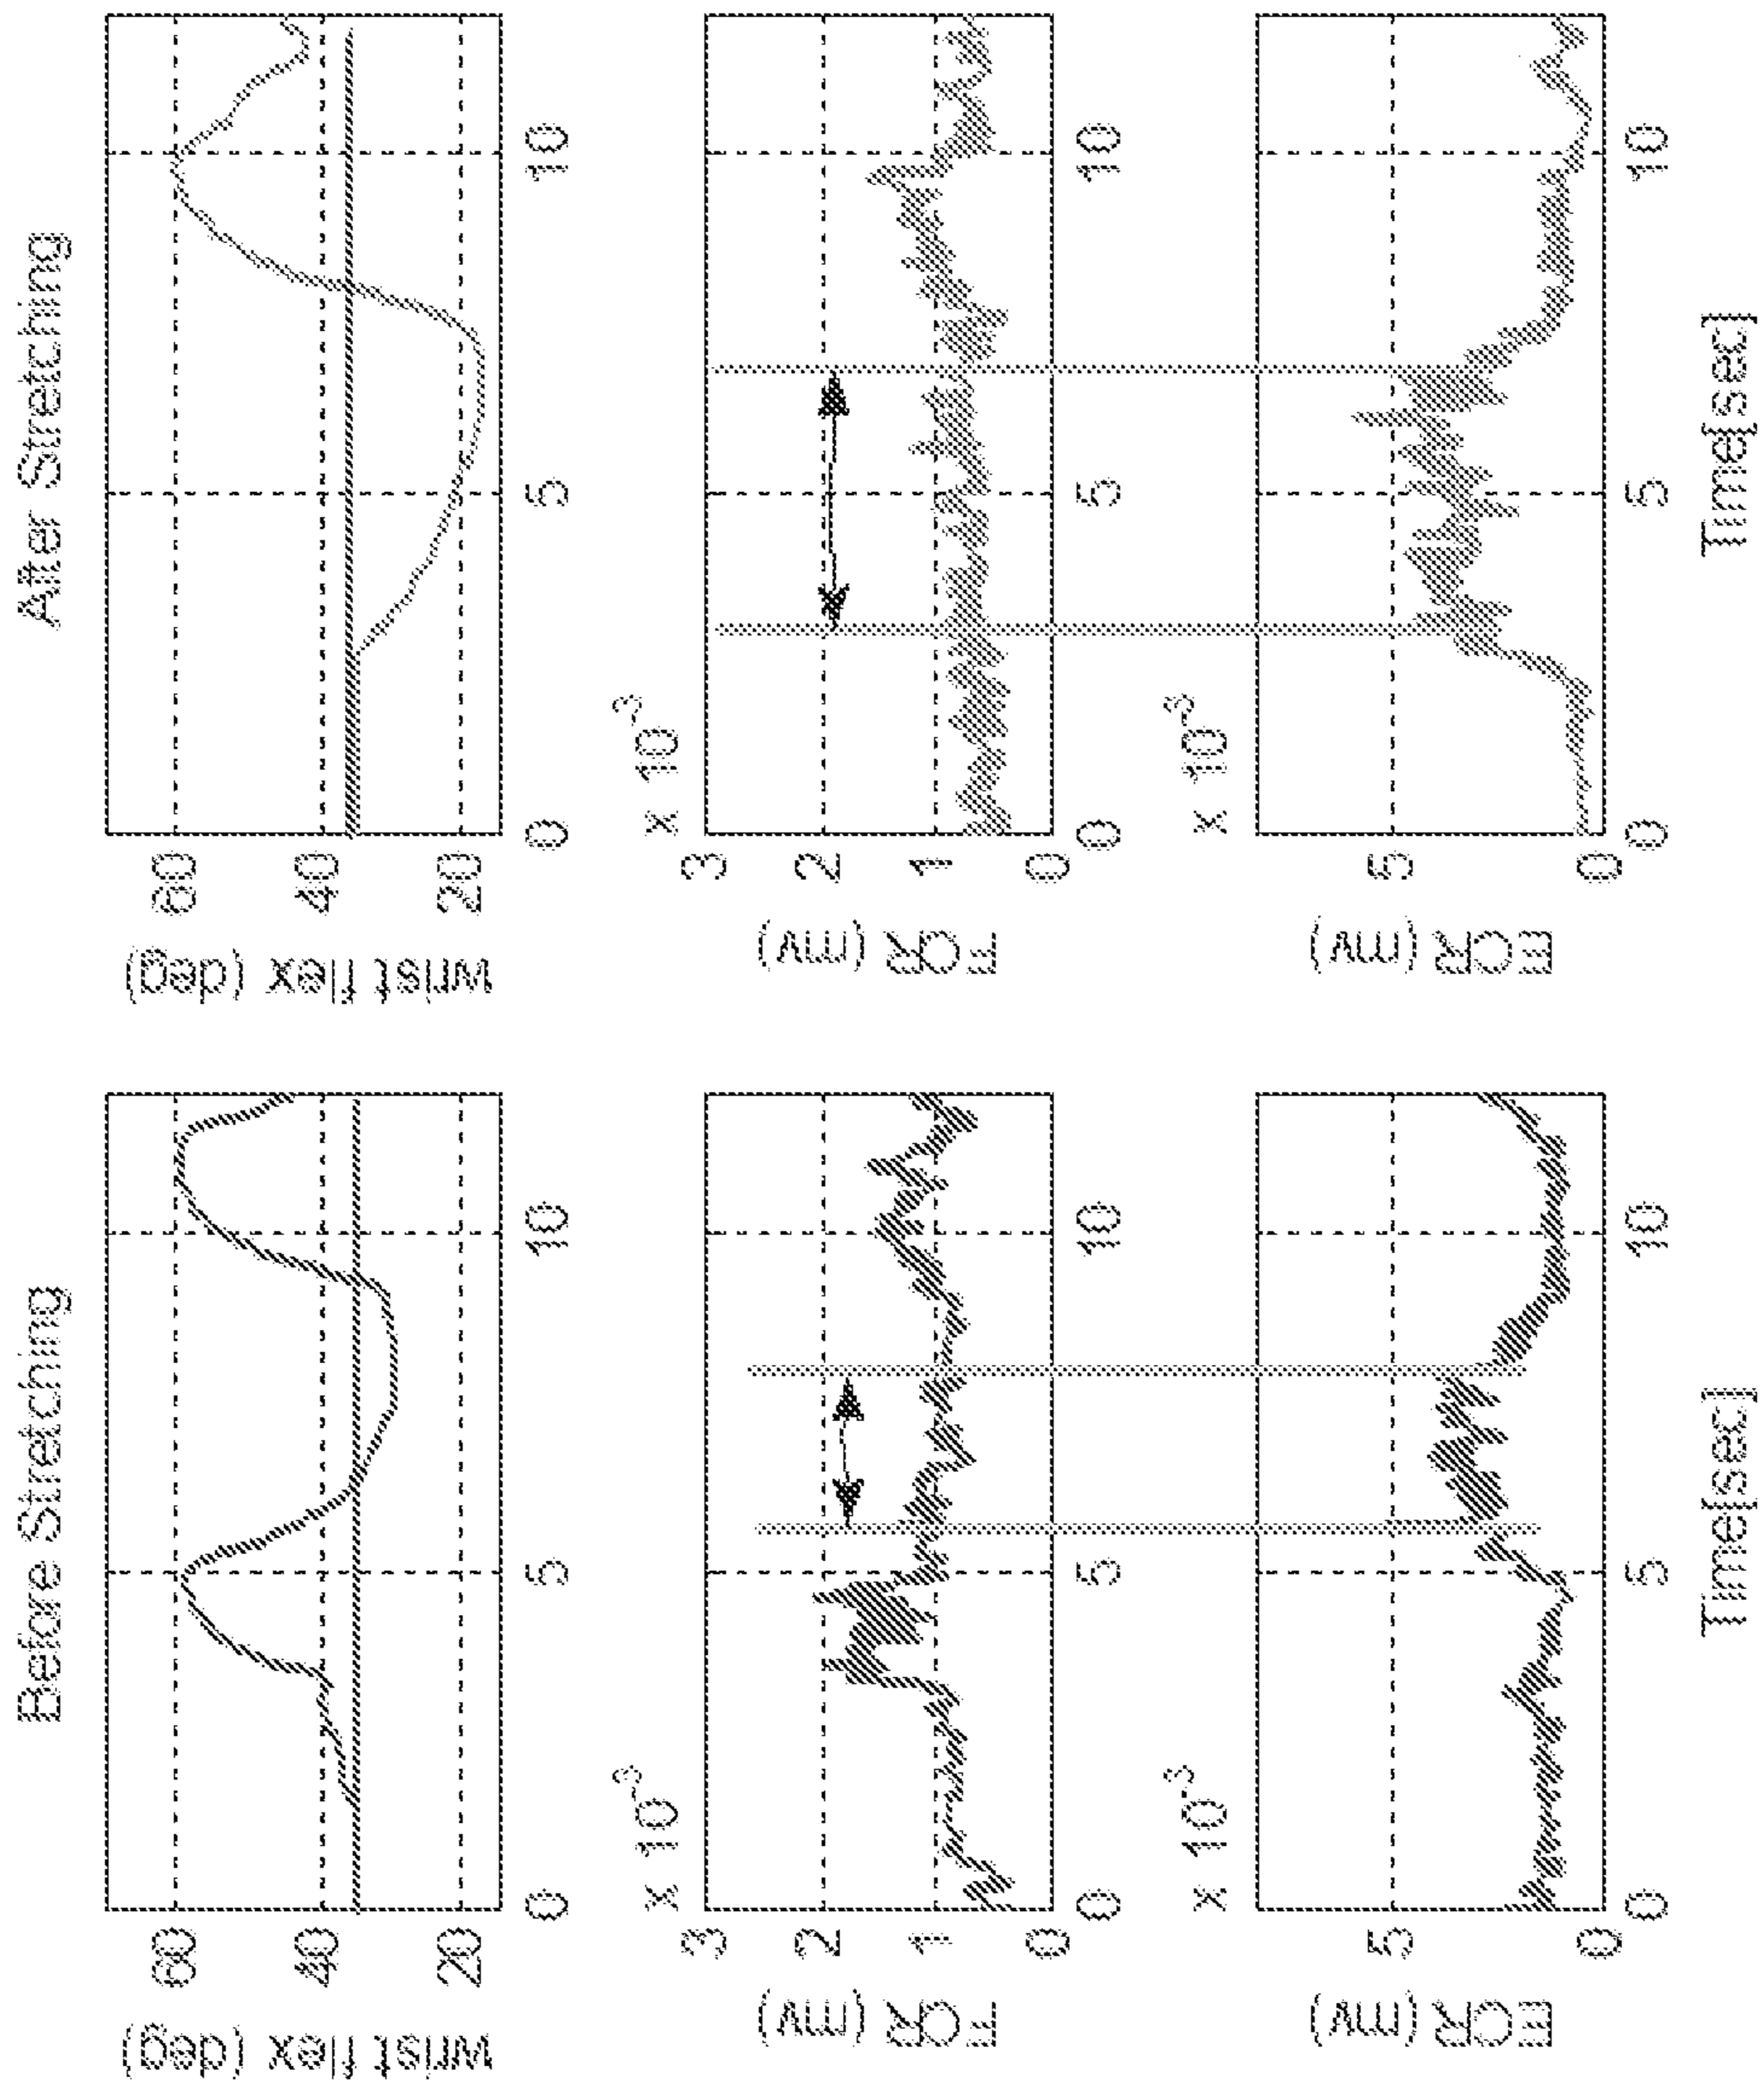 Before Stretching
wrist flex (deg)
60
40
20
0
5
10
x 10-3
FCR (mv)
3
2
1
0
0
5
10
x 10-3
ECR (mv)
5
0
0
5
10
Time[sec]
After Stretching
wrist flex (deg)
60
40
20
0
5
10
x 10-3
FCR (mv)
3
2
1
0
0
5
10
x 10-3
ECR (mv)
5
0
0
5
10
Time[sec]